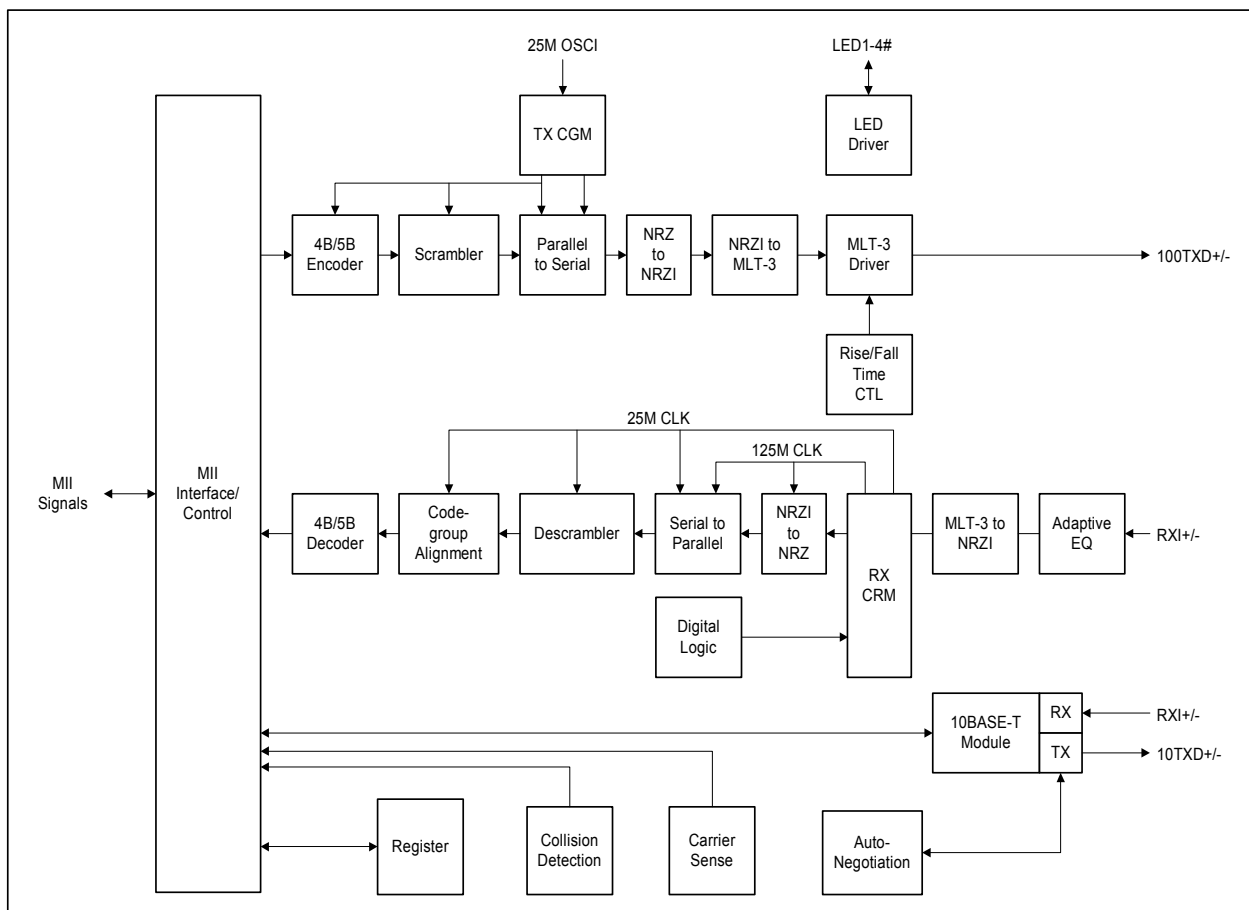 25M OSCI
LED1-4#
TX CGM
LED
Driver
4B/5B
Encoder
Scrambler
Parallel
to Serial
NRZ
to
NRZI
NRZI to
MLT-3
MLT-3
Driver
100TXD+/-
Rise/Fall
Time
CTL
25M CLK
125M CLK
MII
Signals
MII
Interface/
Control
4B/5B
Decoder
Code-
group
Alignment
Descrambler
Serial to
Parallel
NRZI
to
NRZ
RX
CRM
MLT-3 to
NRZI
Adaptive
EQ
RXI+/-
Digital
Logic
10BASE-T
Module
RX
TX
RXI+/-
10TXD+/-
Register
Collision
Detection
Carrier
Sense
Auto-
Negotiation